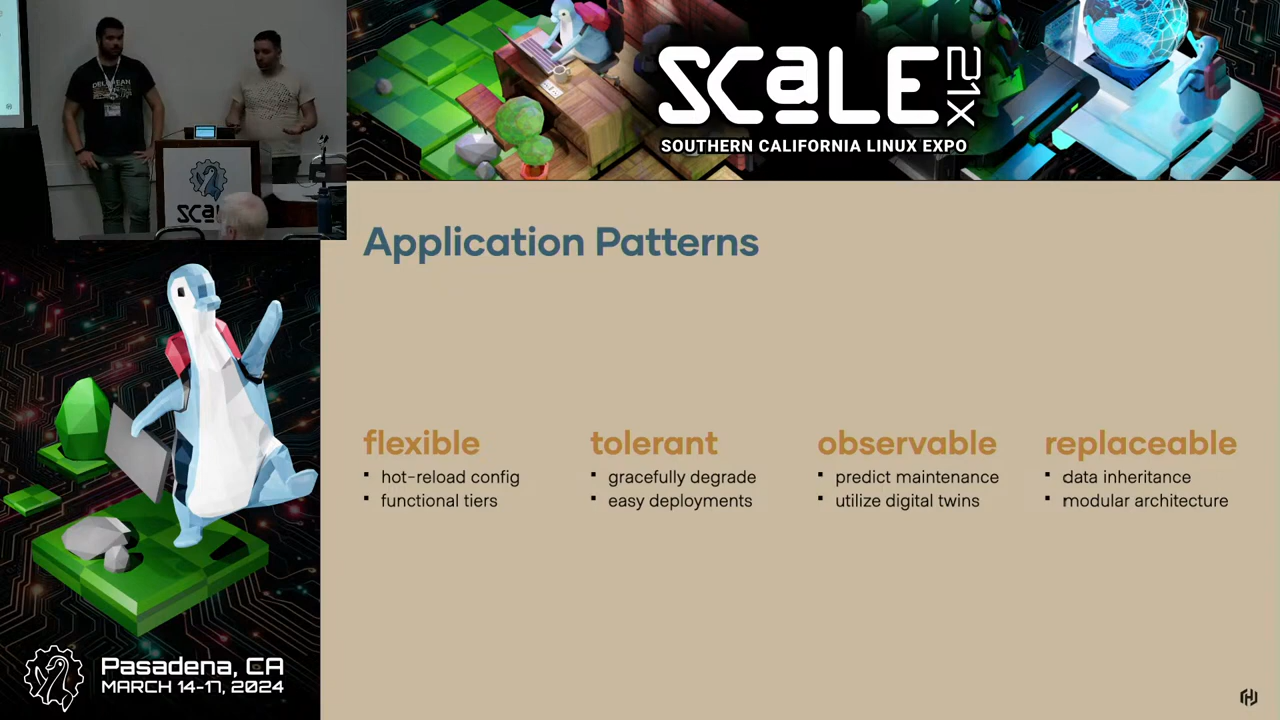 SCALE 21X
SOUTHERN CALIFORNIA LINUX EXPO
Application Patterns
flexible
▪ hot-reload config
▪ functional tiers
tolerant
▪ gracefully degrade
▪ easy deployments
observable
▪ predict maintenance
▪ utilize digital twins
replaceable
▪ data inheritance
▪ modular architecture
Pasadena, CA
MARCH 14-17, 2024